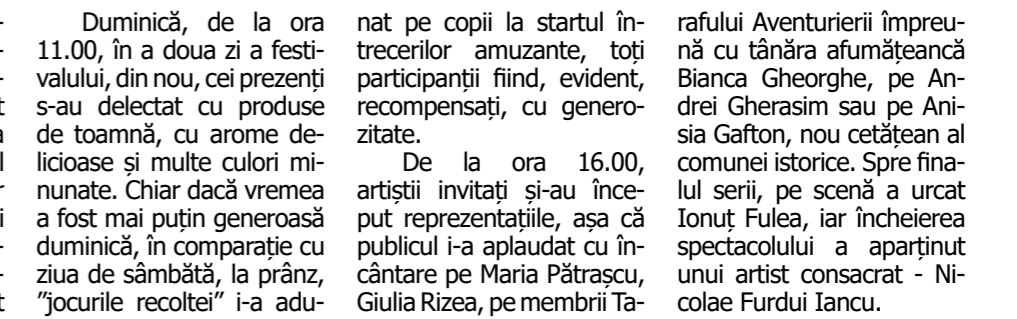 Duminică, de la ora
11.00, în a doua zi a festi-
valului, din nou, cei prezenți
s-au delectat cu produse
de toamnă, cu arome de-
licioase și multe culori mi-
nunate. Chiar dacă vremea
a fost mai puțin generoasă
duminică, în comparație cu
ziua de sâmbătă, la prânz,
”jocurile recoltei” i-a adu-
nat pe copii la startul în-
trecerilor amuzante, toți
participanții fiind, evident,
recompensați, cu genero-
zitate.
De la ora 16.00,
artiștii invitați și-au înce-
put reprezentațiile, așa că
publicul i-a aplaudat cu în-
cântare pe Maria Pătrașcu,
Giulia Rizea, pe membrii Ta-
rafului Aventurierii împreu-
nă cu tânăra afumățeancă
Bianca Gheorghe, pe An-
drei Gherasim sau pe Ani-
sia Gafton, nou cetățean al
comunei istorice. Spre fina-
lul serii, pe scenă a urcat
Ionuț Fulea, iar încheierea
spectacolului a aparținut
unui artist consacrat - Ni-
colae Furdui Iancu.